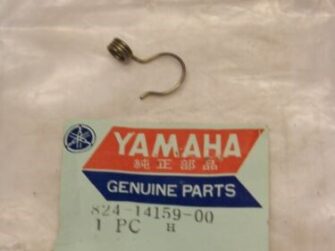 YAMAHA
純正部品
GENUINE PARTS
824-14159-00
1 PC H